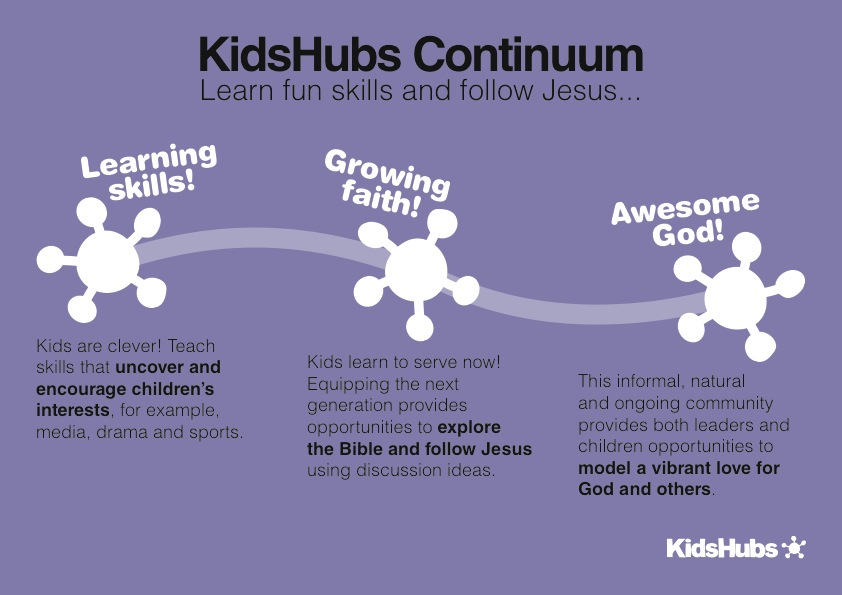 KidsHubs Continuum
Learn fun skills and follow Jesus...
Learning
skills!
Kids are clever! Teach
skills that uncover and
encourage children's
interests, for example,
media, drama and sports.
Growing
faith!
Kids learn to serve now!
Equipping the next
generation provides
opportunities to explore
the Bible and follow Jesus
using discussion ideas.
Awesome
God!
This informal, natural
and ongoing community
provides both leaders and
children opportunities to
model a vibrant love for
God and others.
KidsHubs